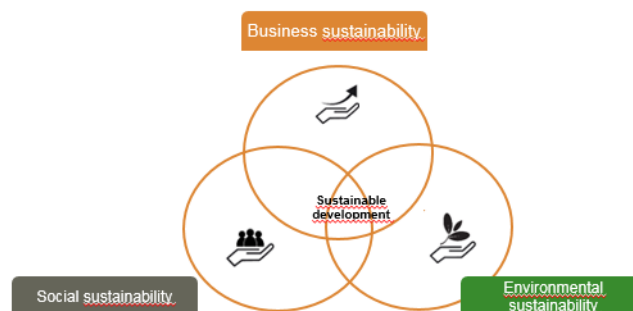 Business sustainability
Sustainable
development
Social sustainability
Environmental
sustainability